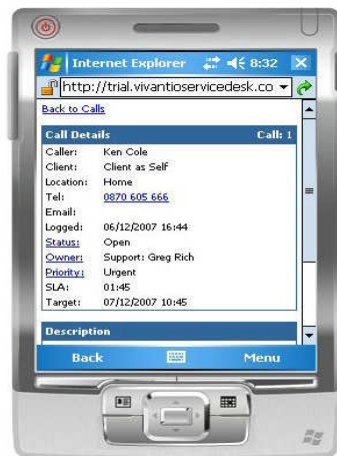 Internet Explorer 8:32
http://trial.vivantioservicedesk.co
Back to Calls
Call Details Call: 1
Caller: Ken Cole
Client: Client as Self
Location: Home
Tel: 0870 605 666
Email:
Logged: 06/12/2007 16:44
Status: Open
Owner: Support: Greg Rich
Priority: Urgent
SLA: 01:45
Target: 07/12/2007 10:45
Description
Back Menu